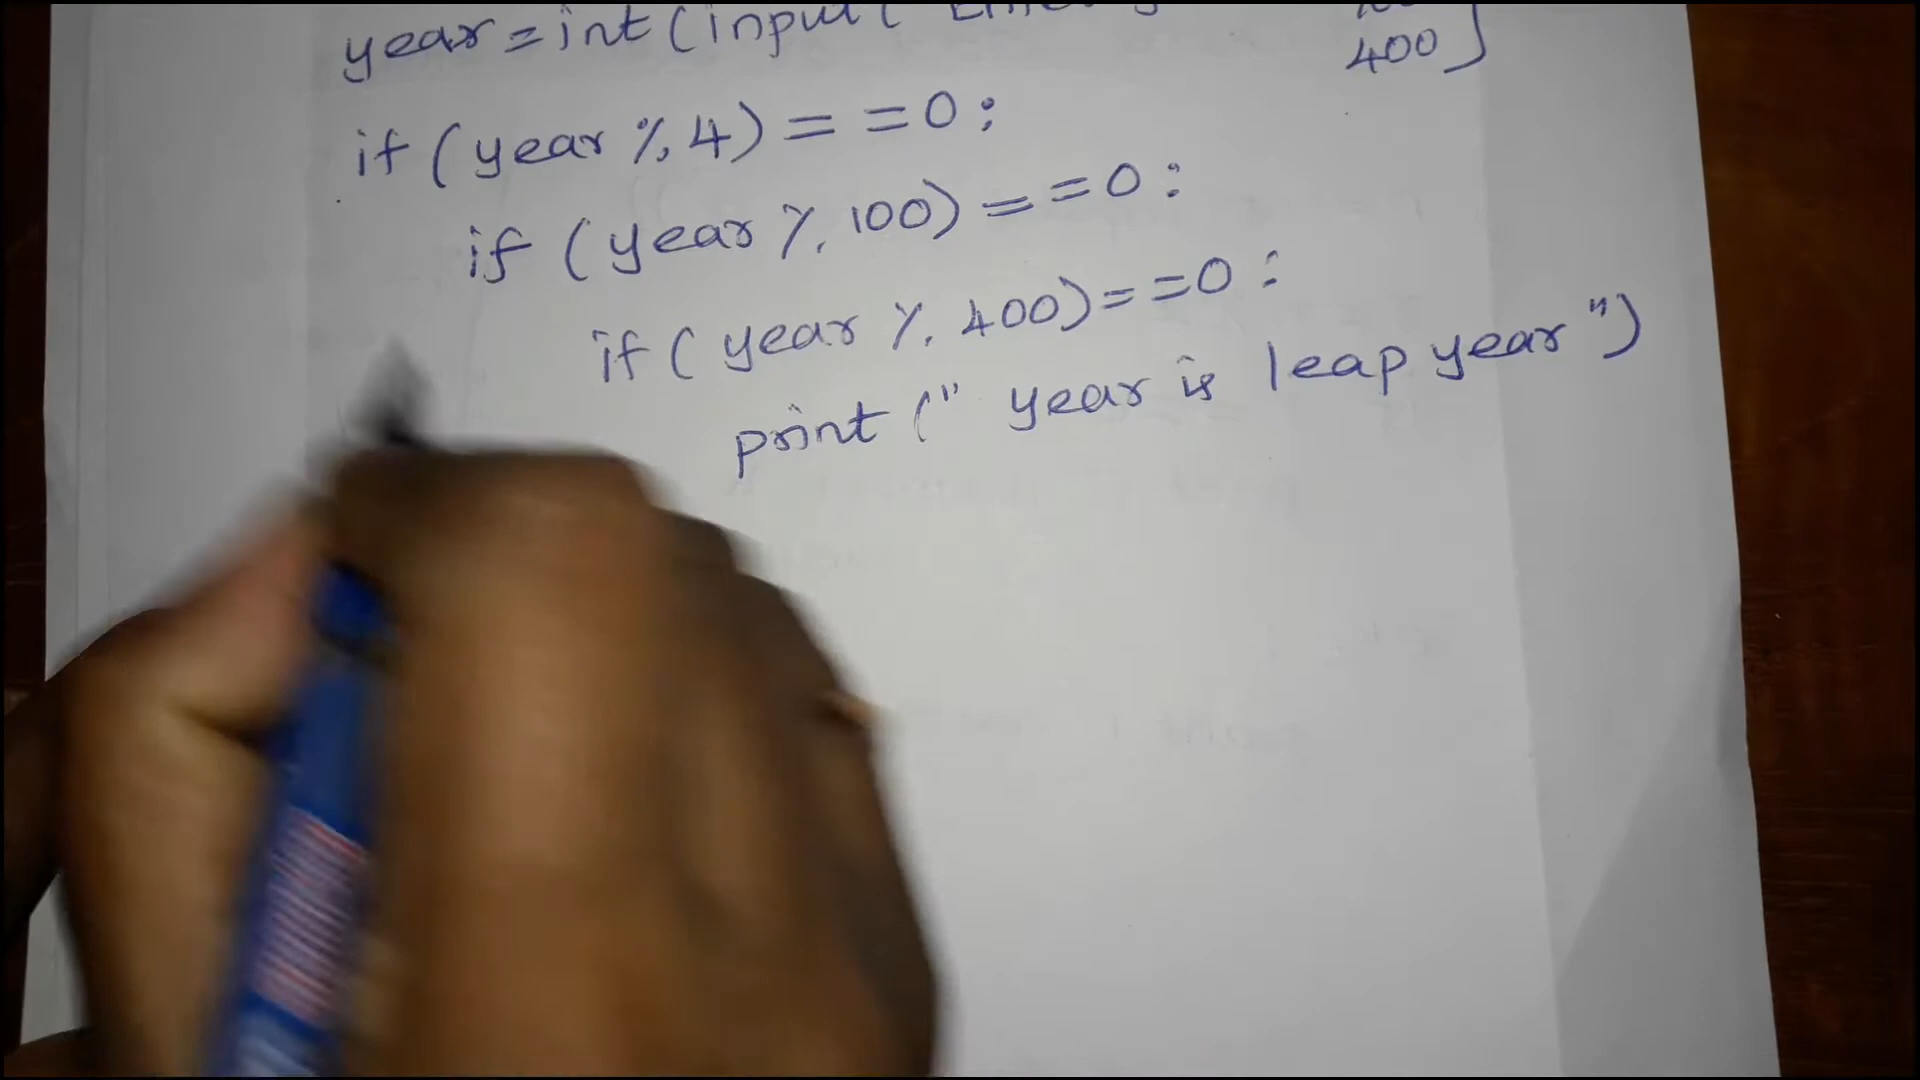 year = int (input (
400]
if (year % 4) = =0:
if (year % 100) = =0:
if (year % 400) = =0:
print (" year is leap year")